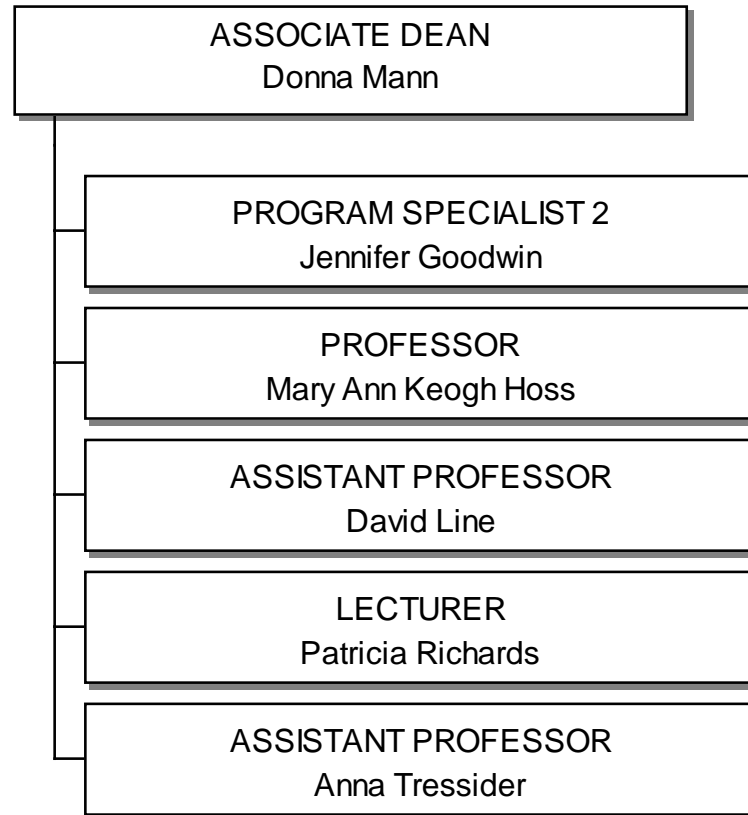 ASSOCIATE DEAN
Donna Mann
PROGRAM SPECIALIST 2
Jennifer Goodwin
PROFESSOR
Mary Ann Keogh Hoss
ASSISTANT PROFESSOR
David Line
LECTURER
Patricia Richards
ASSISTANT PROFESSOR
Anna Tressider